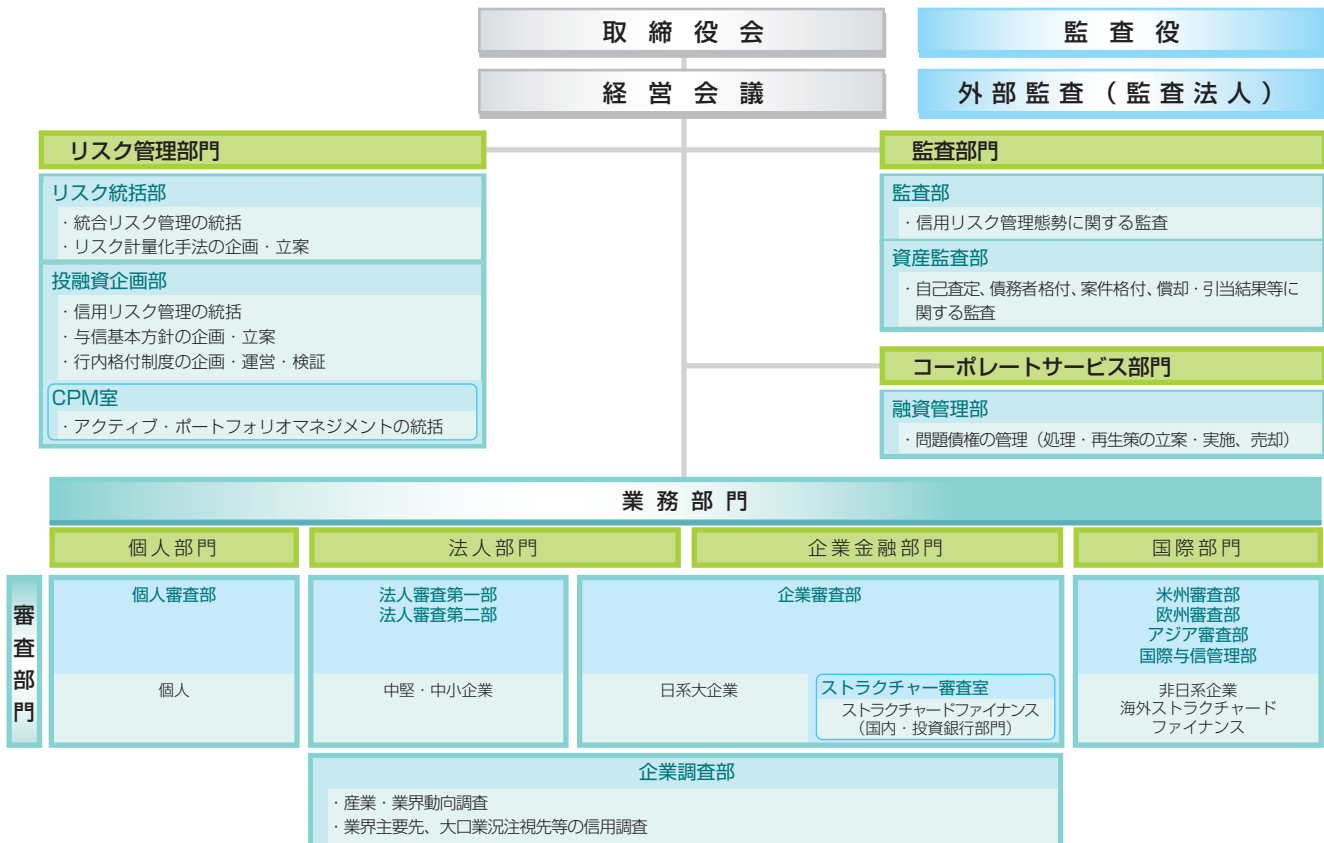 取締役会
監査役
経営会議
外部監査（監査法人）
リスク管理部門
リスク統括部
・統合リスク管理の統括
・リスク計量化手法の企画・立案
投融資企画部
・信用リスク管理の統括
・与信基本方針の企画・立案
・行内格付制度の企画・運営・検証
CPM室
・アクティブ・ポートフォリオマネジメントの統括
監査部門
監査部
・信用リスク管理態勢に関する監査
資産監査部
・自己査定、債務者格付、案件格付、償却・引当結果等に
関する監査
コーポレートサービス部門
融資管理部
・問題債権の管理（処理・再生策の立案・実施、売却）
業務部門
個人部門
法人部門
企業金融部門
国際部門
審査部門
個人審査部
個人
法人審査第一部
法人審査第二部
中堅・中小企業
企業審査部
日系大企業
ストラクチャー審査室
ストラクチャードファイナンス
（国内・投資銀行部門）
米州審査部
欧州審査部
アジア審査部
国際与信管理部
非日系企業
海外ストラクチャード
ファイナンス
企業調査部
・産業・業界動向調査
・業界主要先、大口業況注視先等の信用調査